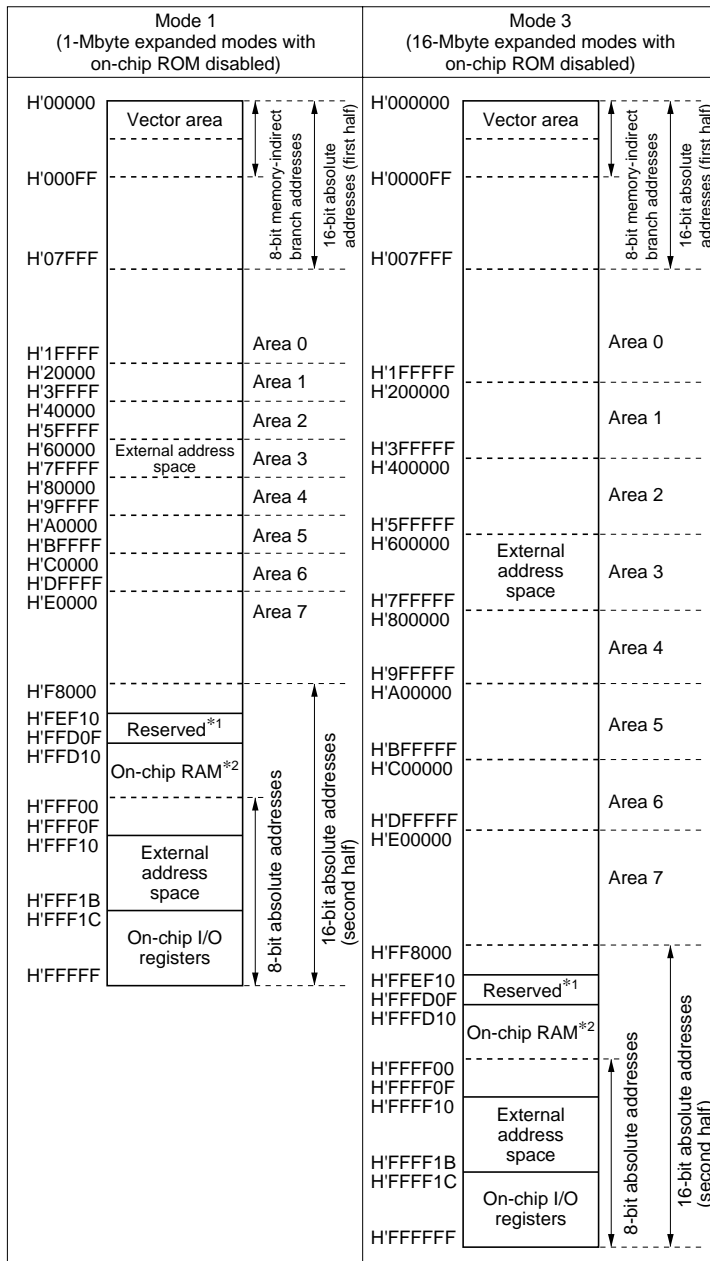 Mode 1
(1-Mbyte expanded modes with
on-chip ROM disabled)
H'00000
Vector area
H'000FF
H'07FFF
8-bit memory-indirect
branch addresses
16-bit absolute
addresses (first half)
H'1FFFF
H'20000
H'3FFFF
H'40000
H'5FFFF
H'60000
H'7FFFF
H'80000
H'9FFFF
H'A0000
H'BFFFF
H'C0000
H'DFFFF
H'E0000
External address
space
Area 0
Area 1
Area 2
Area 3
Area 4
Area 5
Area 6
Area 7
H'F8000
H'FEF10
H'FFD0F
H'FFD10
H'FFF00
H'FFF0F
H'FFF10
H'FFF1B
H'FFF1C
H'FFFFF
Reserved*1
On-chip RAM*2
External
address
space
On-chip I/O
registers
8-bit absolute addresses
16-bit absolute addresses
(second half)
Mode 3
(16-Mbyte expanded modes with
on-chip ROM disabled)
H'000000
Vector area
H'0000FF
H'007FFF
8-bit memory-indirect
branch addresses
16-bit absolute
addresses (first half)
H'1FFFFF
H'200000
H'3FFFFF
H'400000
H'5FFFFF
H'600000
H'7FFFFF
H'800000
H'9FFFFF
H'A00000
H'BFFFFF
H'C00000
H'DFFFFF
H'E00000
External
address
space
Area 0
Area 1
Area 2
Area 3
Area 4
Area 5
Area 6
Area 7
H'FF8000
H'FFEF10
H'FFFD0F
H'FFFD10
H'FFFF00
H'FFFF0F
H'FFFF10
H'FFFF1B
H'FFFF1C
H'FFFFFF
Reserved*1
On-chip RAM*2
External
address
space
On-chip I/O
registers
8-bit absolute addresses
16-bit absolute addresses
(second half)